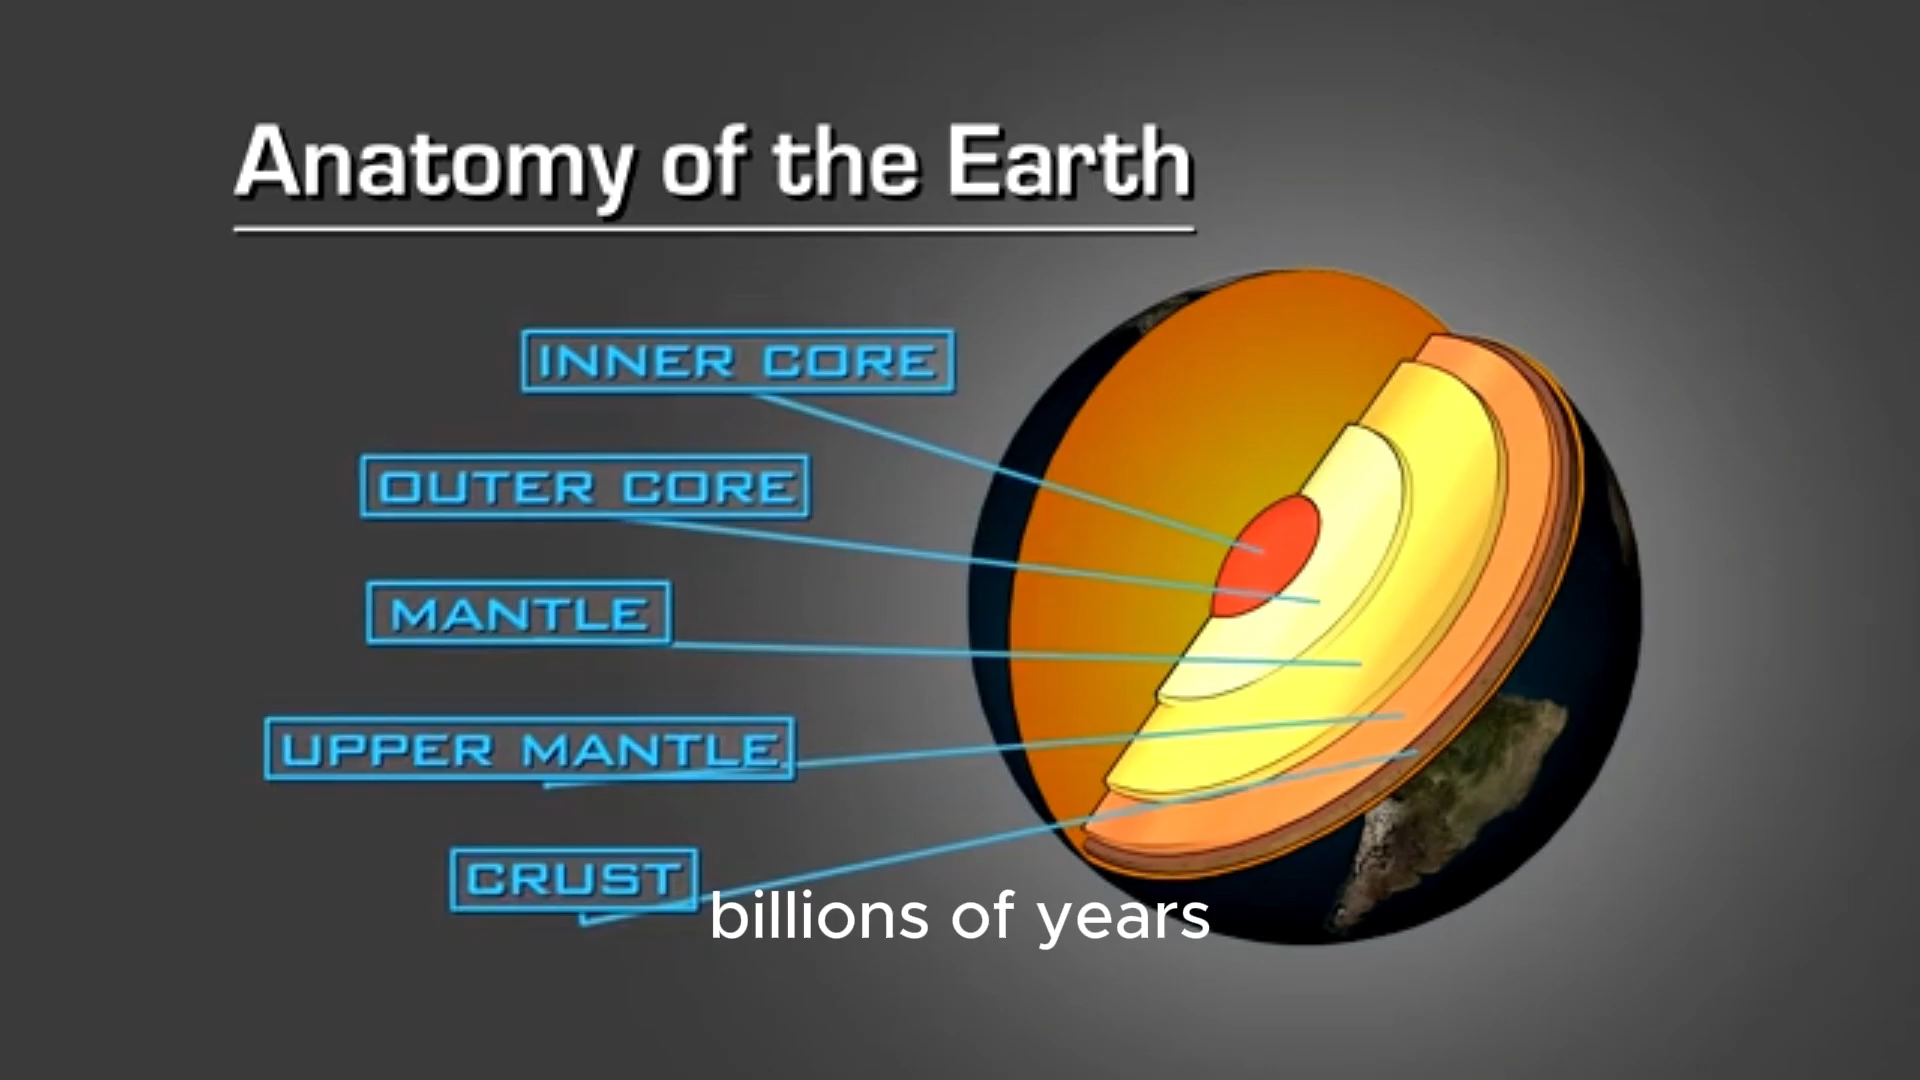 Anatomy of the Earth
INNER CORE
OUTER CORE
MANTLE
UPPER MANTLE
CRUST
billions of years